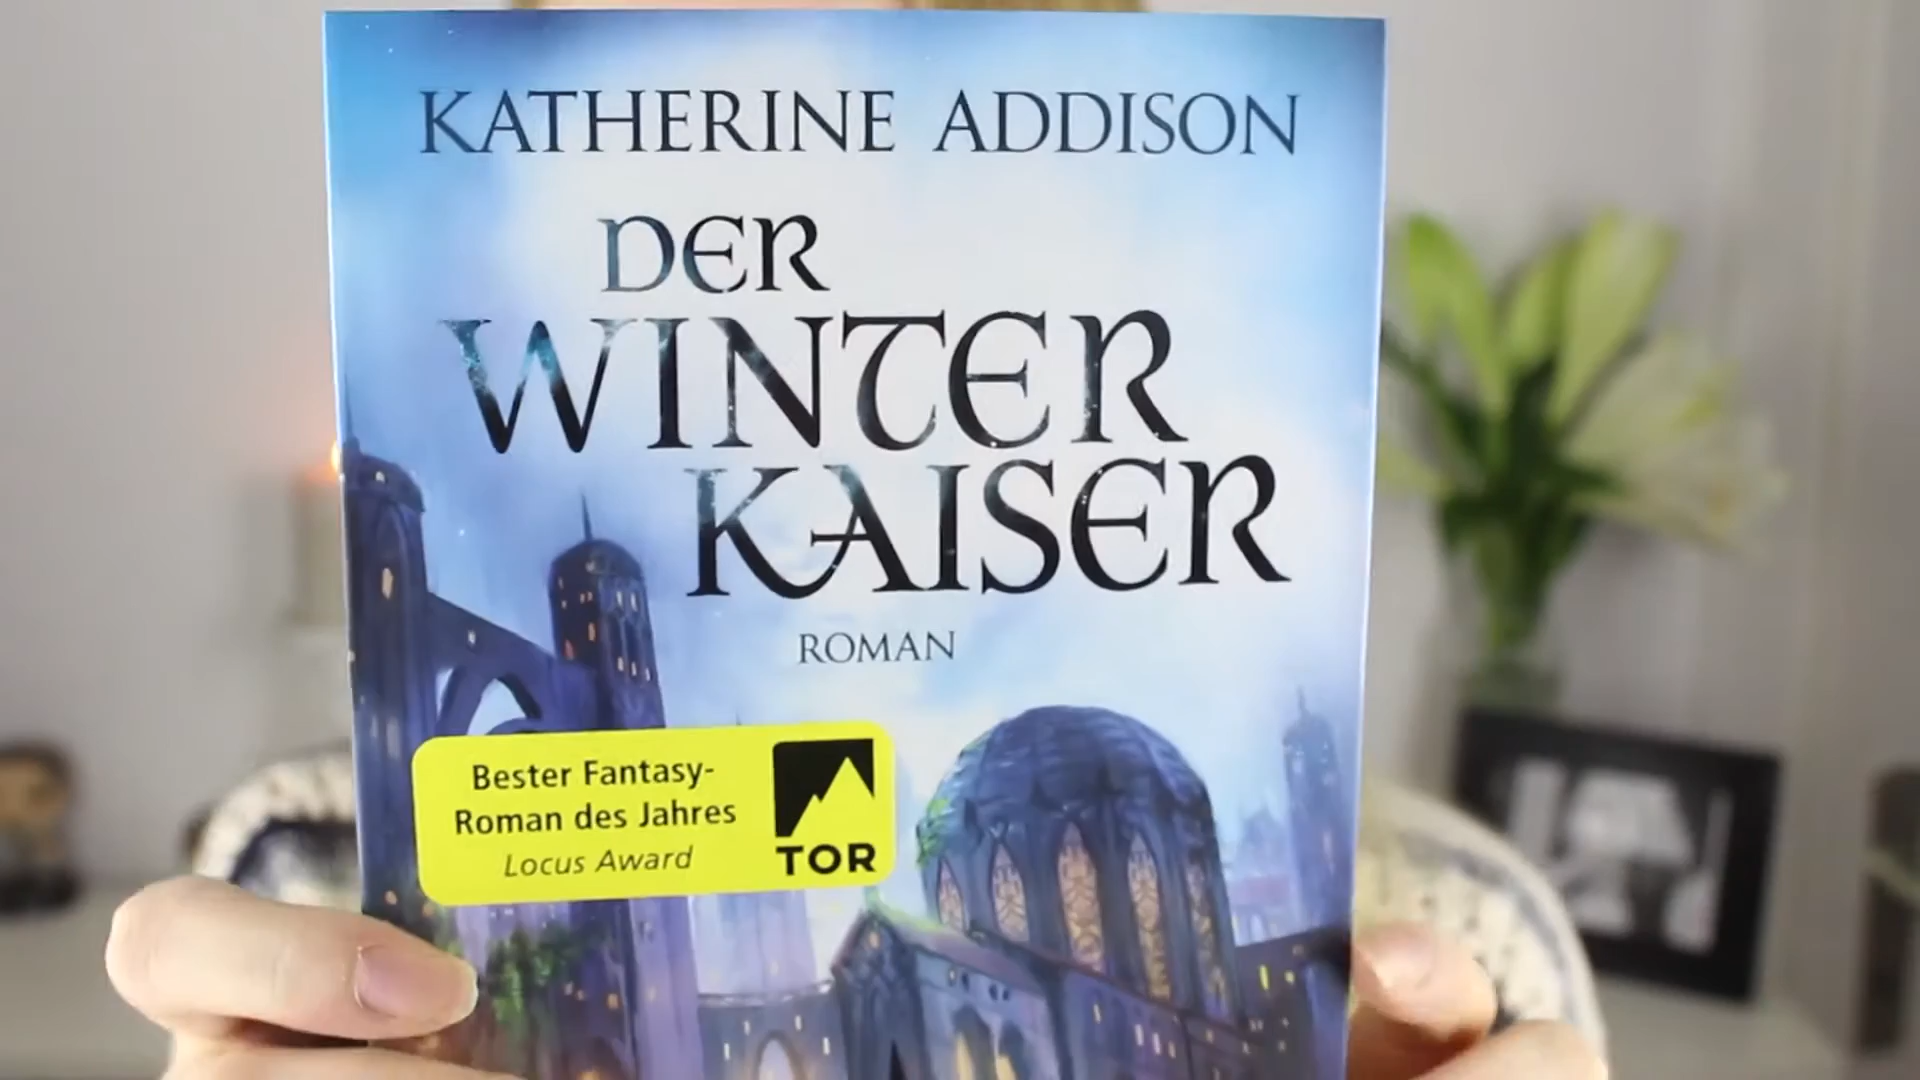 KATHERINE ADDISON
DER
WINTER
KAISER
ROMAN
Bester Fantasy-
Roman des Jahres
Locus Award
TOR